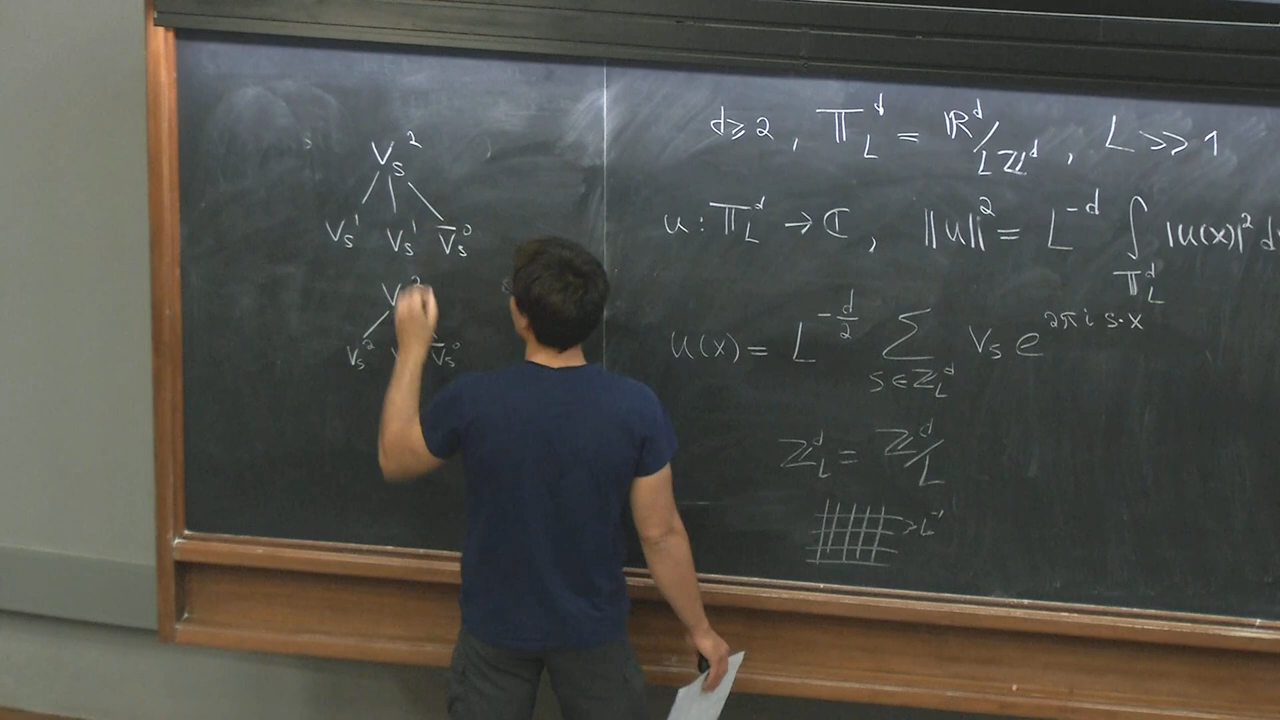 V_s^2
V_s^1 V_s^1 V̄_s^0
V_s^2 V̄_s^0
d ≥ 2 , 𝕋_L^d = ℝ^d / Lℤ^d , L >> 1
u : 𝕋_L^d → ℂ , ||u||^2 = L^{-d} ∫_{𝕋_L^d} |u(x)|^2 d
u(x) = L^{-d/2} ∑_{s ∈ ℤ_L^d} v_s e^{2πi s·x}
ℤ_L^d = ℤ^d / L
L^{-1}